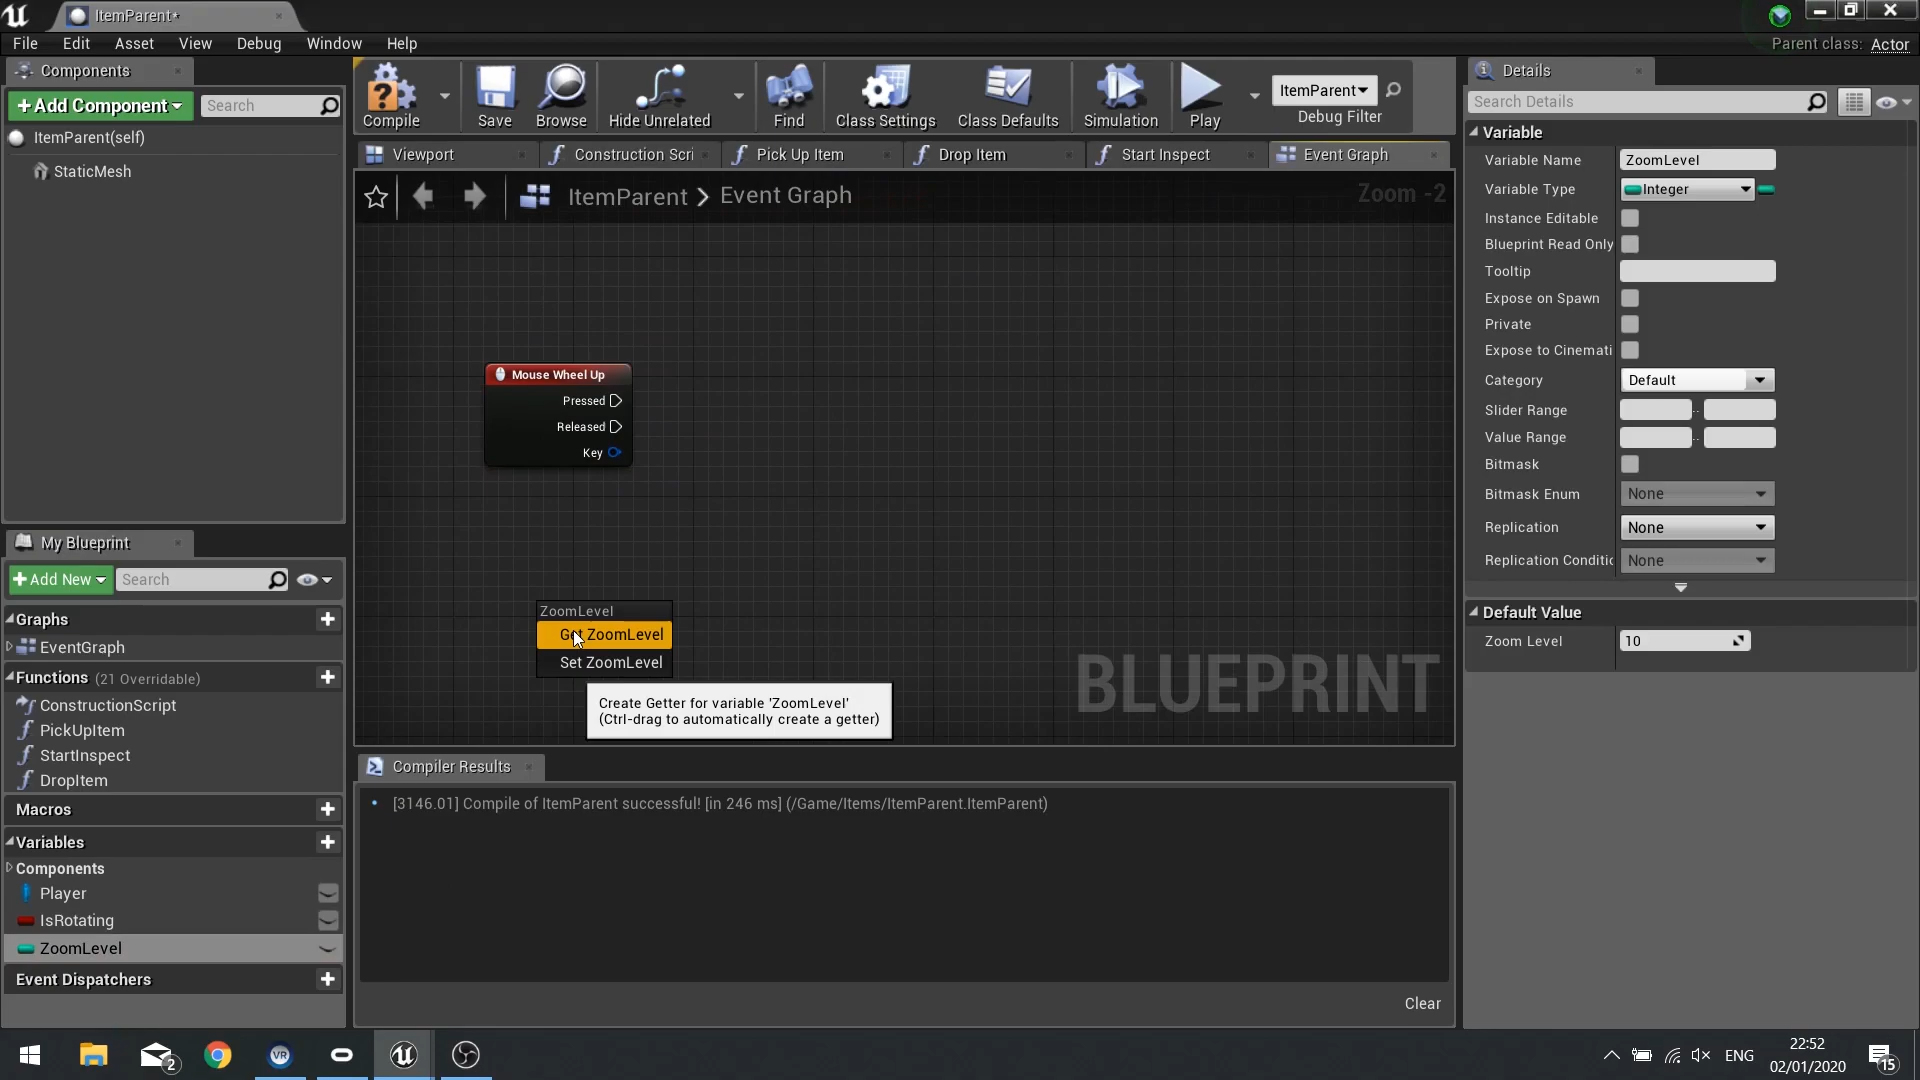 ItemParent*
File Edit Asset View Debug Window Help
Parent class: Actor
Components
+Add Component
Search
ItemParent(self)
StaticMesh
Compile Save Browse Hide Unrelated Find Class Settings Class Defaults Simulation Play
ItemParent
Debug Filter
Viewport
Construction Scri
Pick Up Item
Drop Item
Start Inspect
Event Graph
ItemParent > Event Graph
Zoom -2
Mouse Wheel Up
Pressed
Released
Key
ZoomLevel
Get ZoomLevel
Set ZoomLevel
Create Getter for variable 'ZoomLevel'
(Ctrl-drag to automatically create a getter)
BLUEPRINT
Compiler Results
[3146.01] Compile of ItemParent successful! [in 246 ms] (/Game/Items/ItemParent.ItemParent)
Clear
My Blueprint
+Add New
Search
Graphs
EventGraph
Functions (21 Overridable)
ConstructionScript
PickUpItem
StartInspect
DropItem
Macros
Variables
Components
Player
IsRotating
ZoomLevel
Event Dispatchers
Details
Search Details
Variable
Variable Name ZoomLevel
Variable Type Integer
Instance Editable
Blueprint Read Only
Tooltip
Expose on Spawn
Private
Expose to Cinemati
Category Default
Slider Range ..
Value Range ..
Bitmask
Bitmask Enum None
Replication None
Replication Conditic None
Default Value
Zoom Level 10
2
VR
ENG
22:52
02/01/2020
15